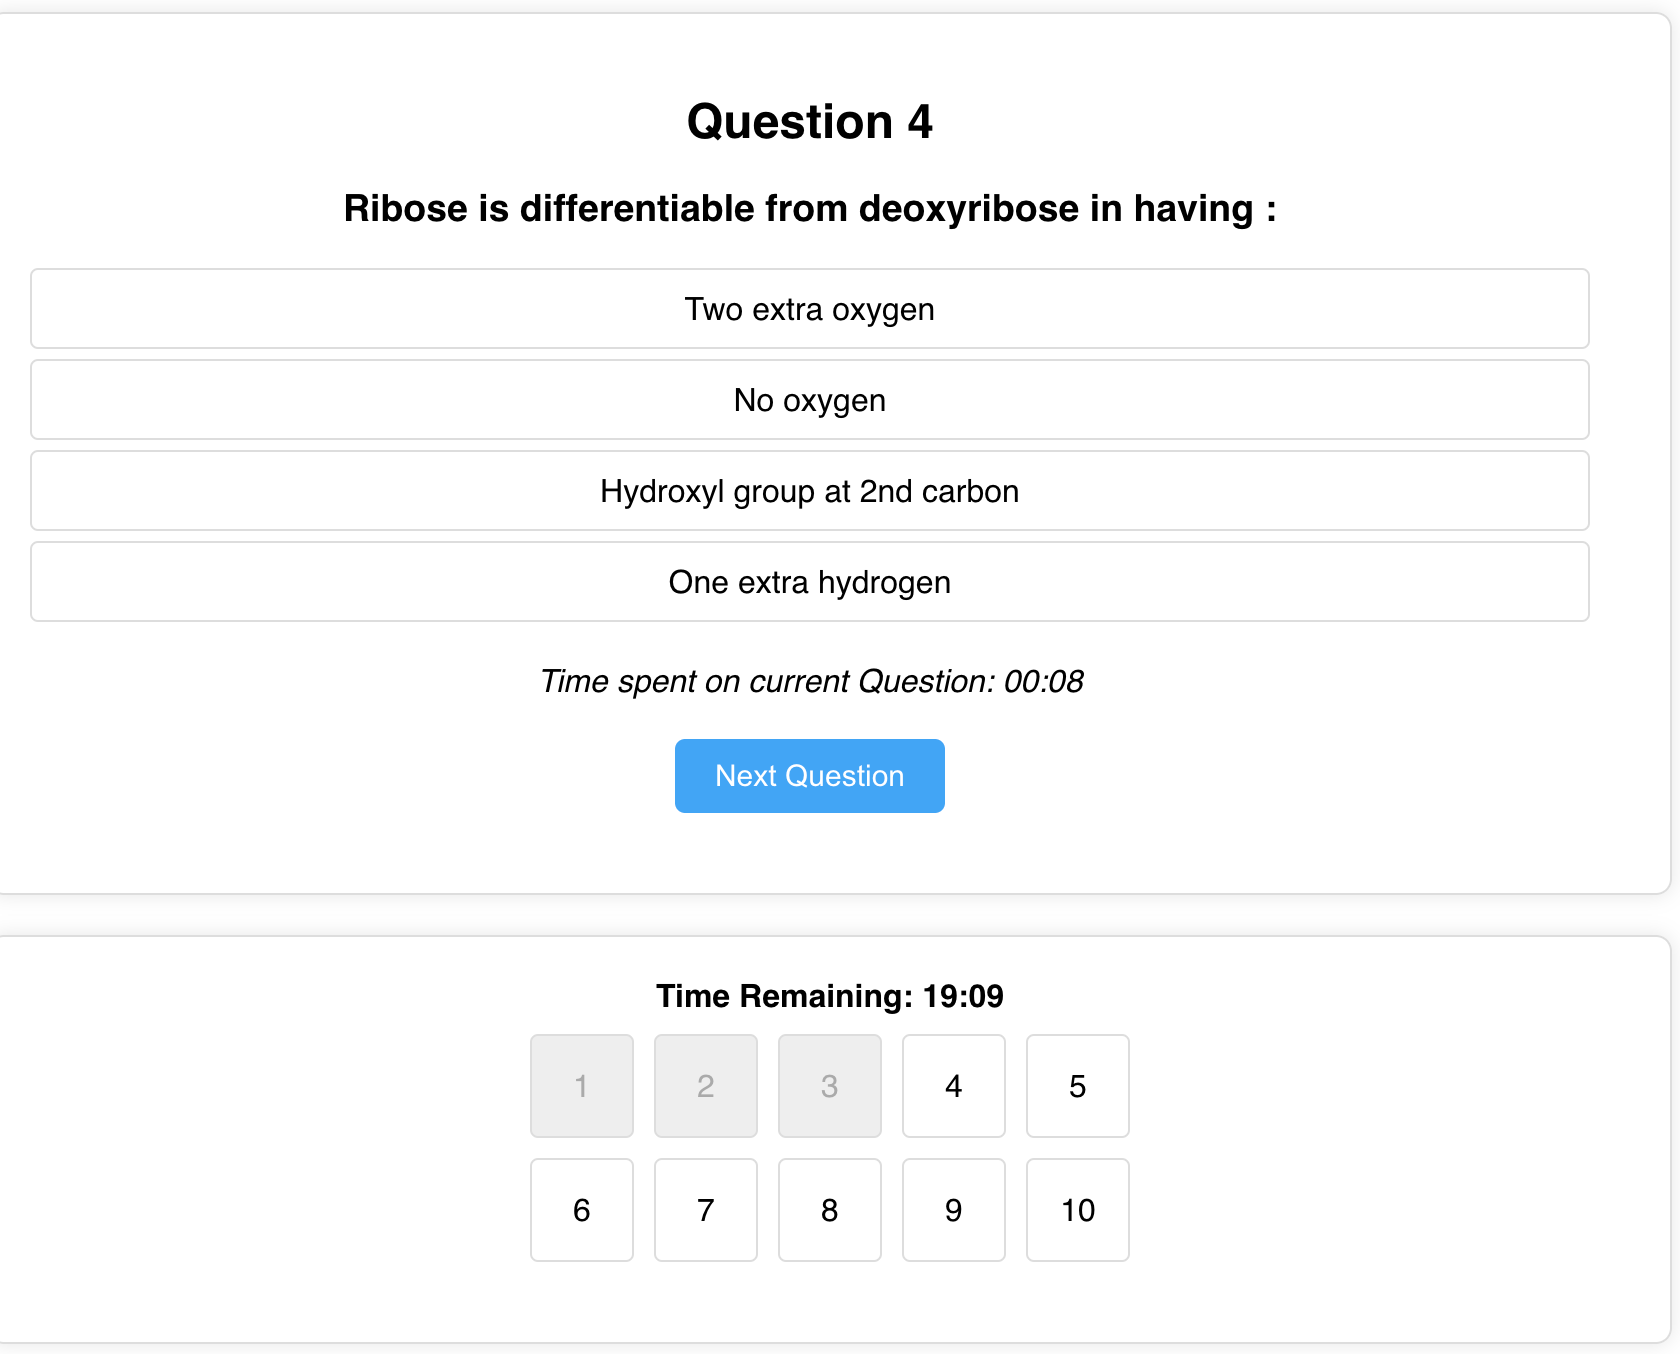 Question 4
Ribose is differentiable from deoxyribose in having :
Two extra oxygen
No oxygen
Hydroxyl group at 2nd carbon
One extra hydrogen
Time spent on current Question: 00:08
Next Question
Time Remaining: 19:09
1 2 3 4 5
6 7 8 9 10